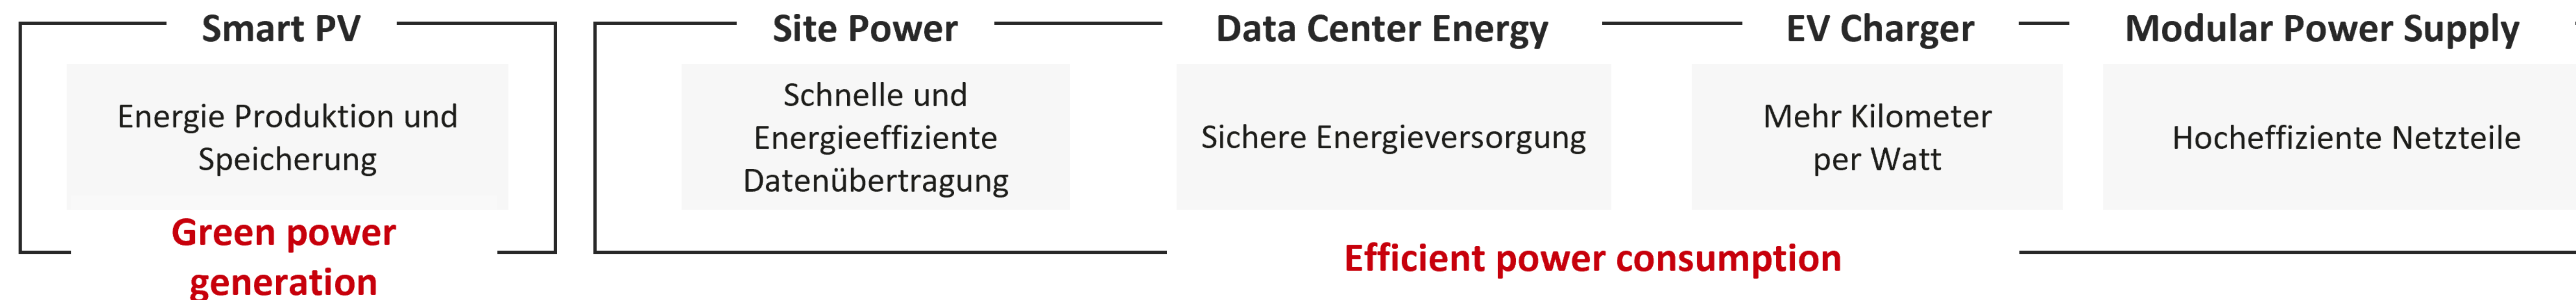 Smart PV
Energie Produktion und
Speicherung
Green power
generation
Site Power
Schnelle und
Energieeffiziente
Datenübertragung
Data Center Energy
Sichere Energieversorgung
EV Charger
Mehr Kilometer
per Watt
Modular Power Supply
Hocheffiziente Netzteile
Efficient power consumption